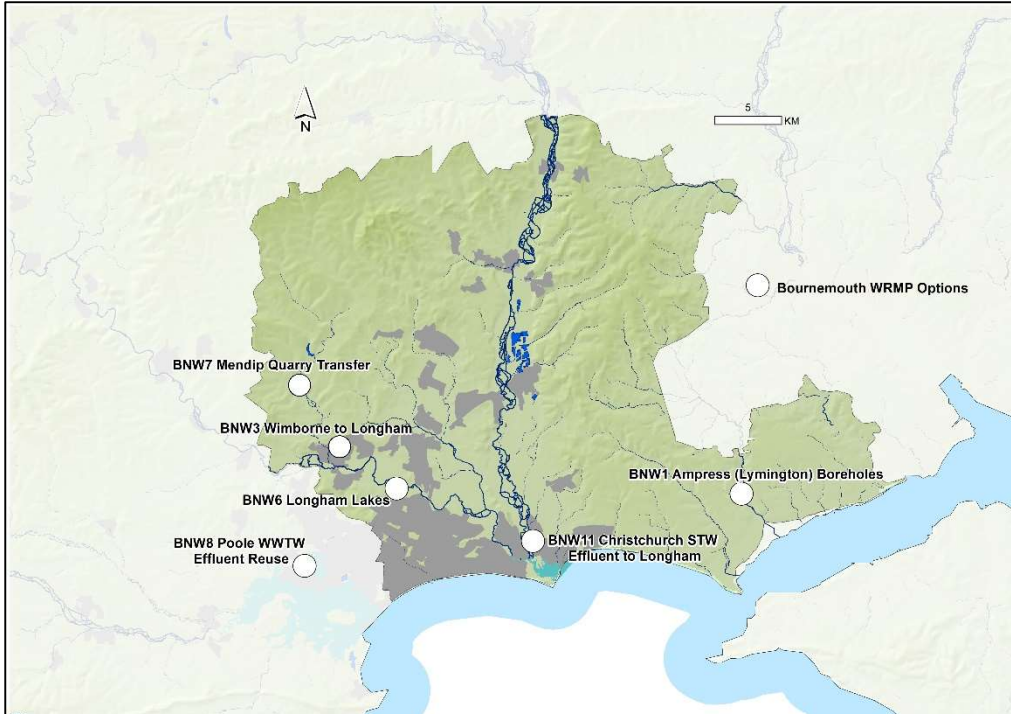 N
5
KM
Bournemouth WRMP Options
BNW7 Mendip Quarry Transfer
BNW3 Wimborne to Longham
BNW1 Ampress (Lymington) Boreholes
BNW6 Longham Lakes
BNW8 Poole WWTW
Effluent Reuse
BNW11 Christchurch STW
Effluent to Longham